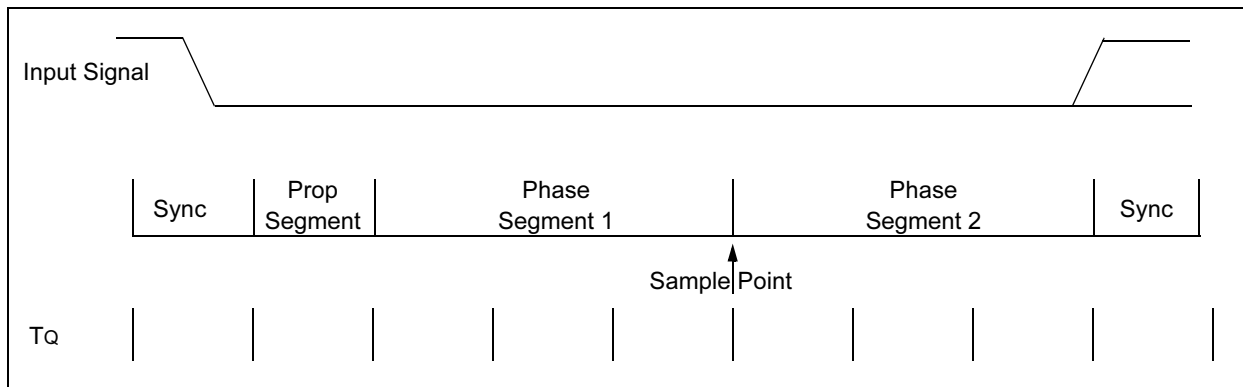 Input Signal
Sync
Prop
Segment
Phase
Segment 1
Phase
Segment 2
Sync
Sample Point
TQ